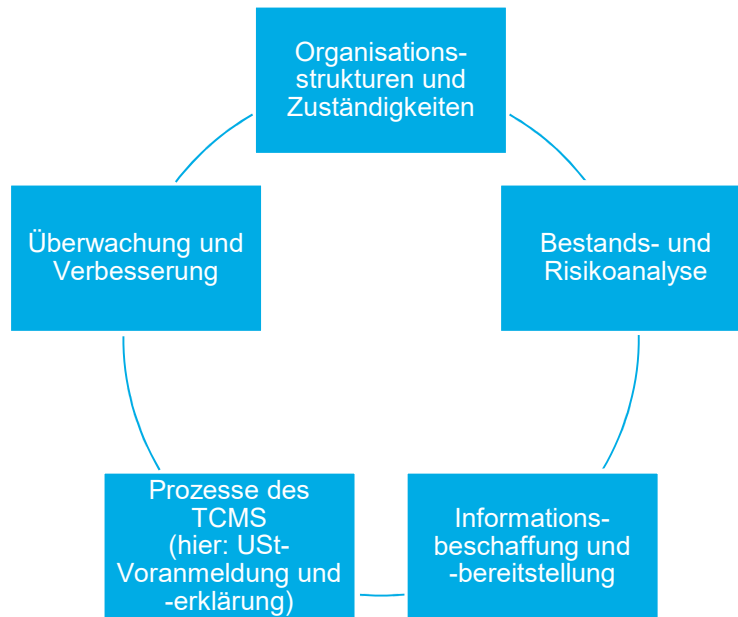 Organisations-
strukturen und
Zuständigkeiten
Bestands- und
Risikoanalyse
Informations-
beschaffung und
-bereitstellung
Prozesse des
TCMS
(hier: USt-
Voranmeldung und
-erklärung)
Überwachung und
Verbesserung